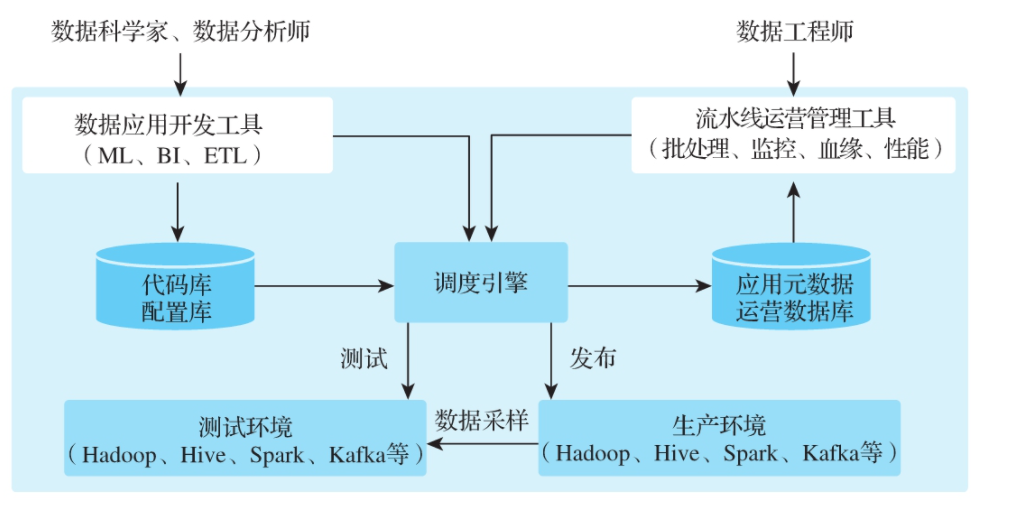 数据科学家、数据分析师
数据工程师
数据应用开发工具
（ML、BI、ETL）
流水线运营管理工具
（批处理、监控、血缘、性能）
代码库
配置库
调度引擎
应用元数据
运营数据库
测试
发布
测试环境
（Hadoop、Hive、Spark、Kafka等）
数据采样
生产环境
（Hadoop、Hive、Spark、Kafka等）